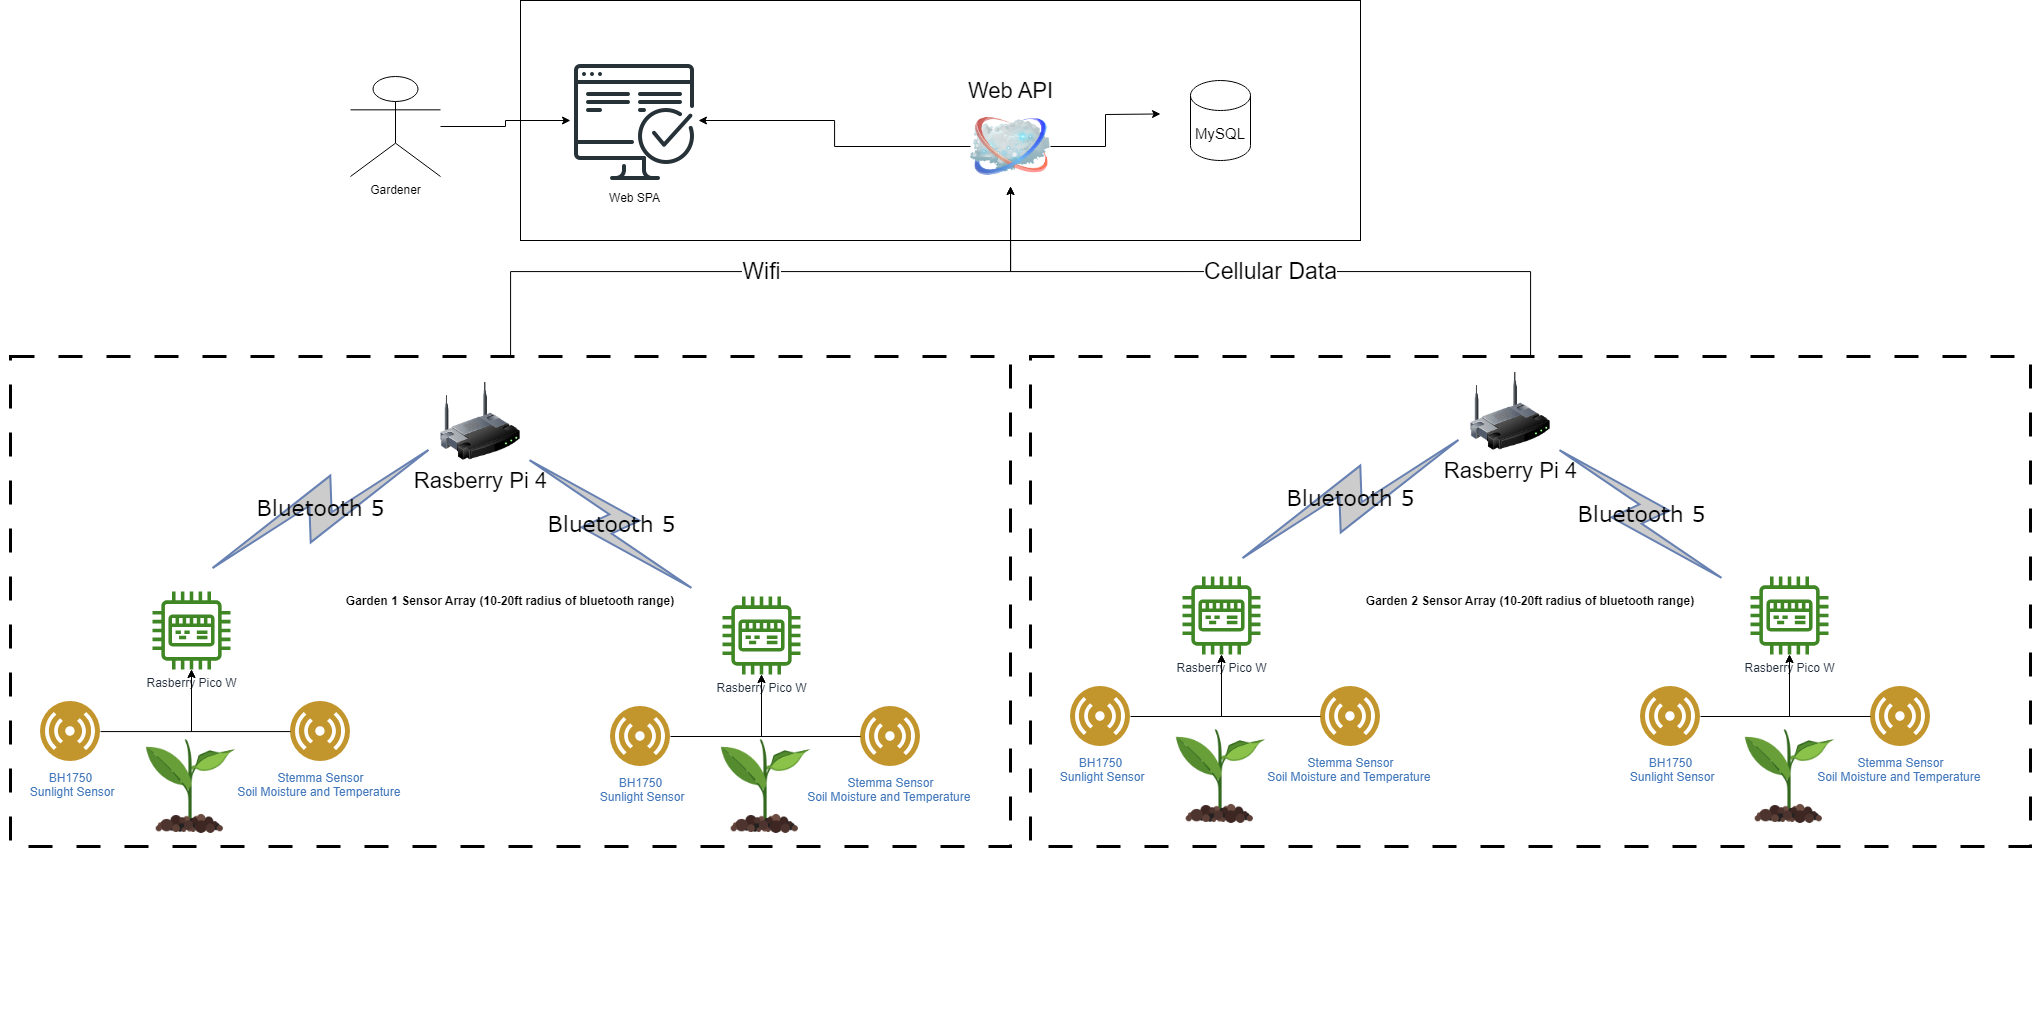 Web API
MySQL
Gardener
Web SPA
Wifi
Cellular Data
Rasberry Pi 4
Bluetooth 5
Bluetooth 5
Garden 1 Sensor Array (10-20ft radius of bluetooth range)
Rasberry Pico W
Rasberry Pico W
BH1750
Sunlight Sensor
Stemma Sensor
Soil Moisture and Temperature
BH1750
Sunlight Sensor
Stemma Sensor
Soil Moisture and Temperature
Rasberry Pi 4
Bluetooth 5
Bluetooth 5
Garden 2 Sensor Array (10-20ft radius of bluetooth range)
Rasberry Pico W
Rasberry Pico W
BH1750
Sunlight Sensor
Stemma Sensor
Soil Moisture and Temperature
BH1750
Sunlight Sensor
Stemma Sensor
Soil Moisture and Temperature